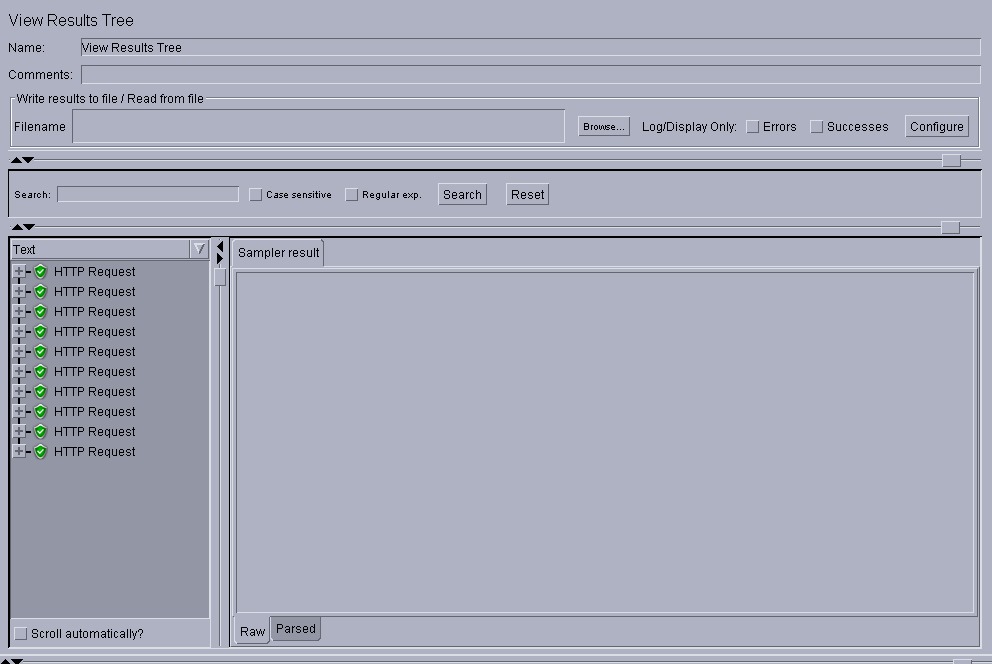 View Results Tree
Name: View Results Tree
Comments:
Write results to file / Read from file
Filename Browse... Log/Display Only: Errors Successes Configure
Search: Case sensitive Regular exp. Search Reset
Text Sampler result
HTTP Request
HTTP Request
HTTP Request
HTTP Request
HTTP Request
HTTP Request
HTTP Request
HTTP Request
HTTP Request
HTTP Request
Scroll automatically? Raw Parsed